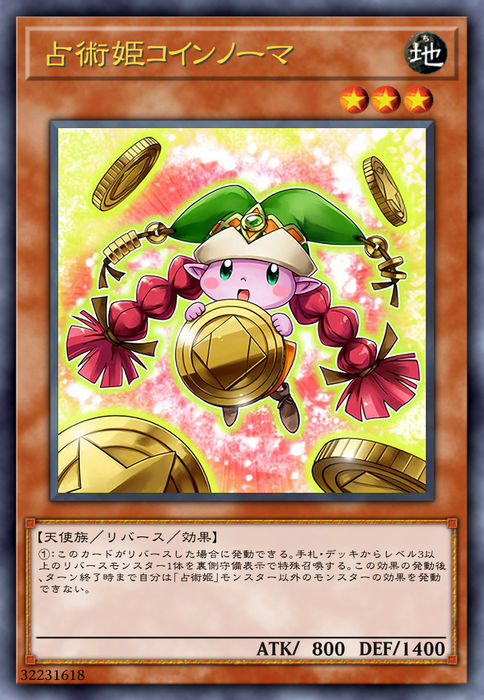 占術姫コインノーマ
ち
地
【天使族／リバース／効果】
①：このカードがリバースした場合に発動できる。手札・デッキからレベル3以
上のリバースモンスター1体を裏側守備表示で特殊召喚する。この効果の発動後
、ターン終了時まで自分は「占術姫」モンスター以外のモンスターの効果を発動
できない。
ATK/ 800 DEF/1400
32231618